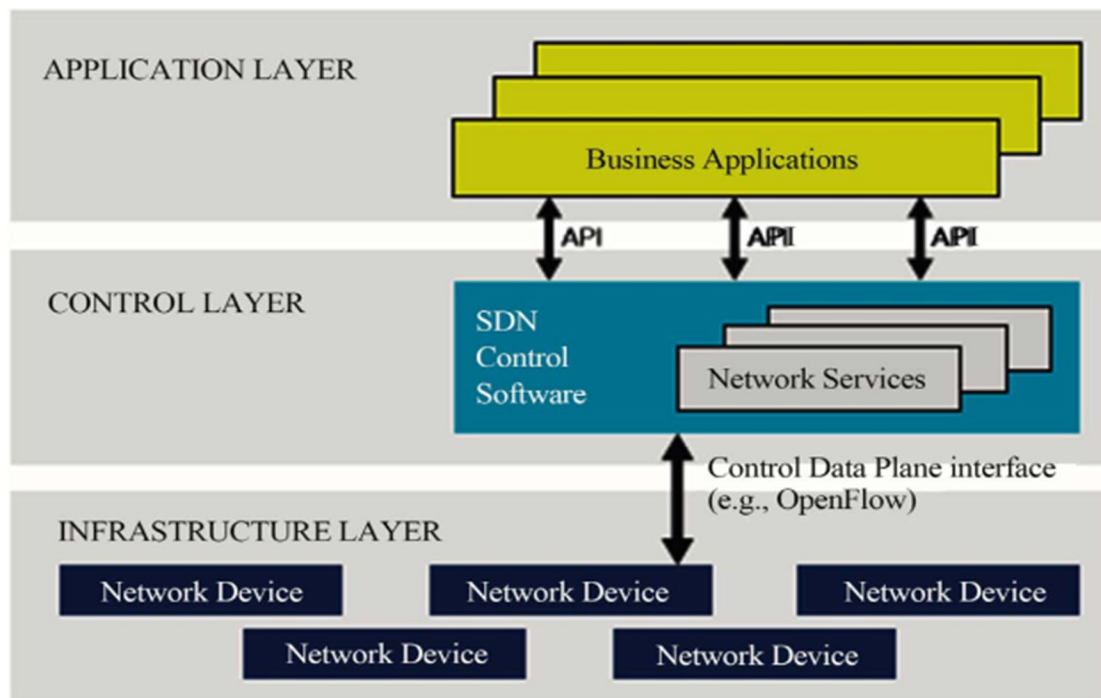 APPLICATION LAYER
Business Applications
API API API
CONTROL LAYER
SDN
Control
Software
Network Services
Control Data Plane interface
(e.g., OpenFlow)
INFRASTRUCTURE LAYER
Network Device Network Device Network Device
Network Device Network Device